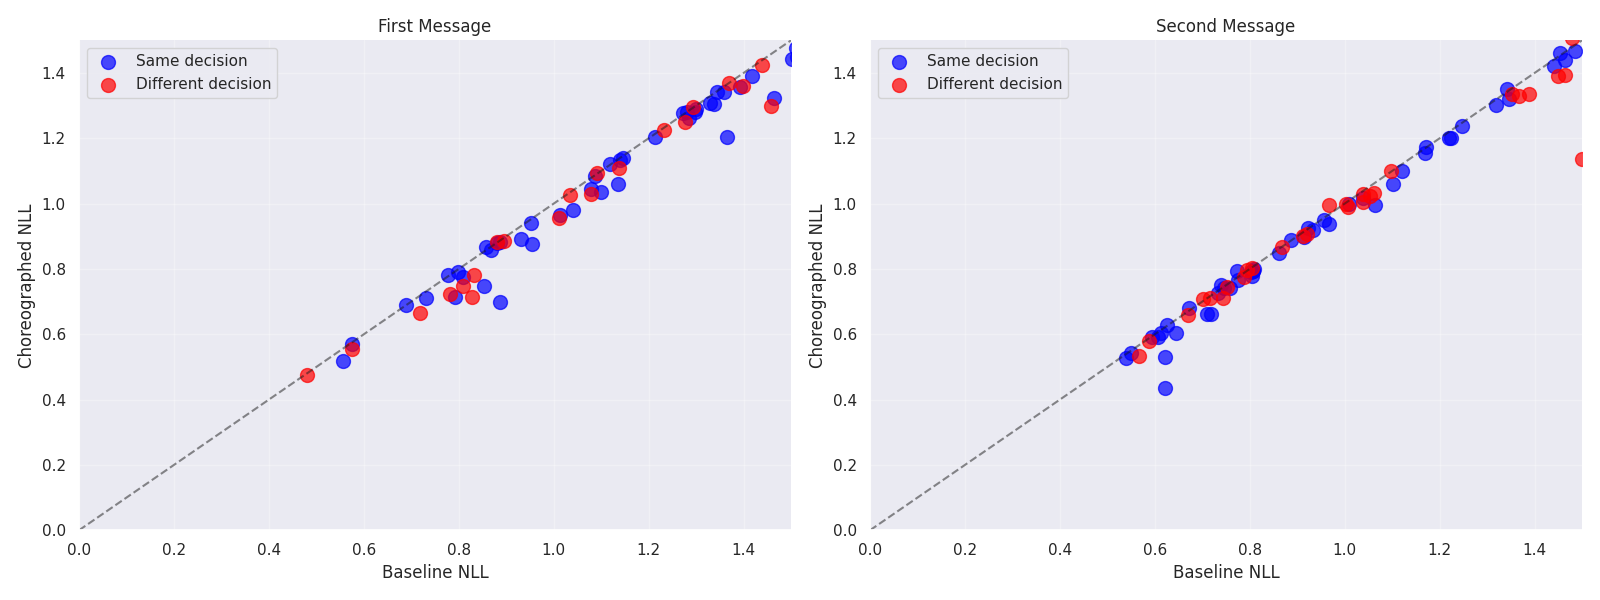 First Message
Same decision
Different decision
1.4
1.2
1.0
0.8
0.6
0.4
0.2
0.0
Choreographed NLL
0.0 0.2 0.4 0.6 0.8 1.0 1.2 1.4
Baseline NLL
Second Message
Same decision
Different decision
1.4
1.2
1.0
0.8
0.6
0.4
0.2
0.0
Choreographed NLL
0.0 0.2 0.4 0.6 0.8 1.0 1.2 1.4
Baseline NLL